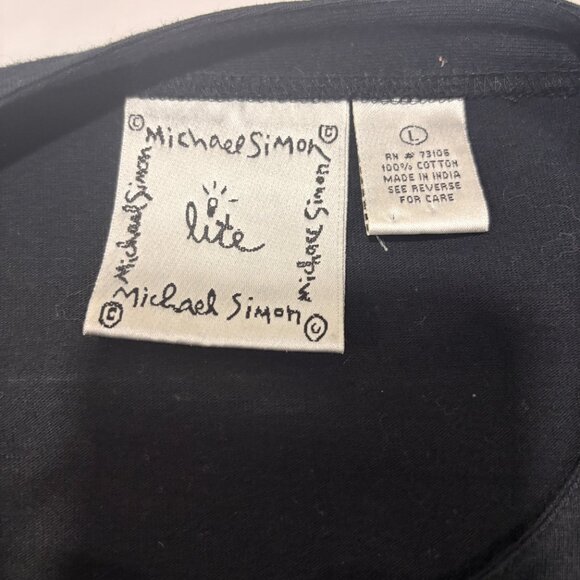 © Michael Simon ©
Michael Simon
lite
Michael Simon
© Michael Simon ©
L
RN # 73106
100% COTTON
MADE IN INDIA
SEE REVERSE
FOR CARE